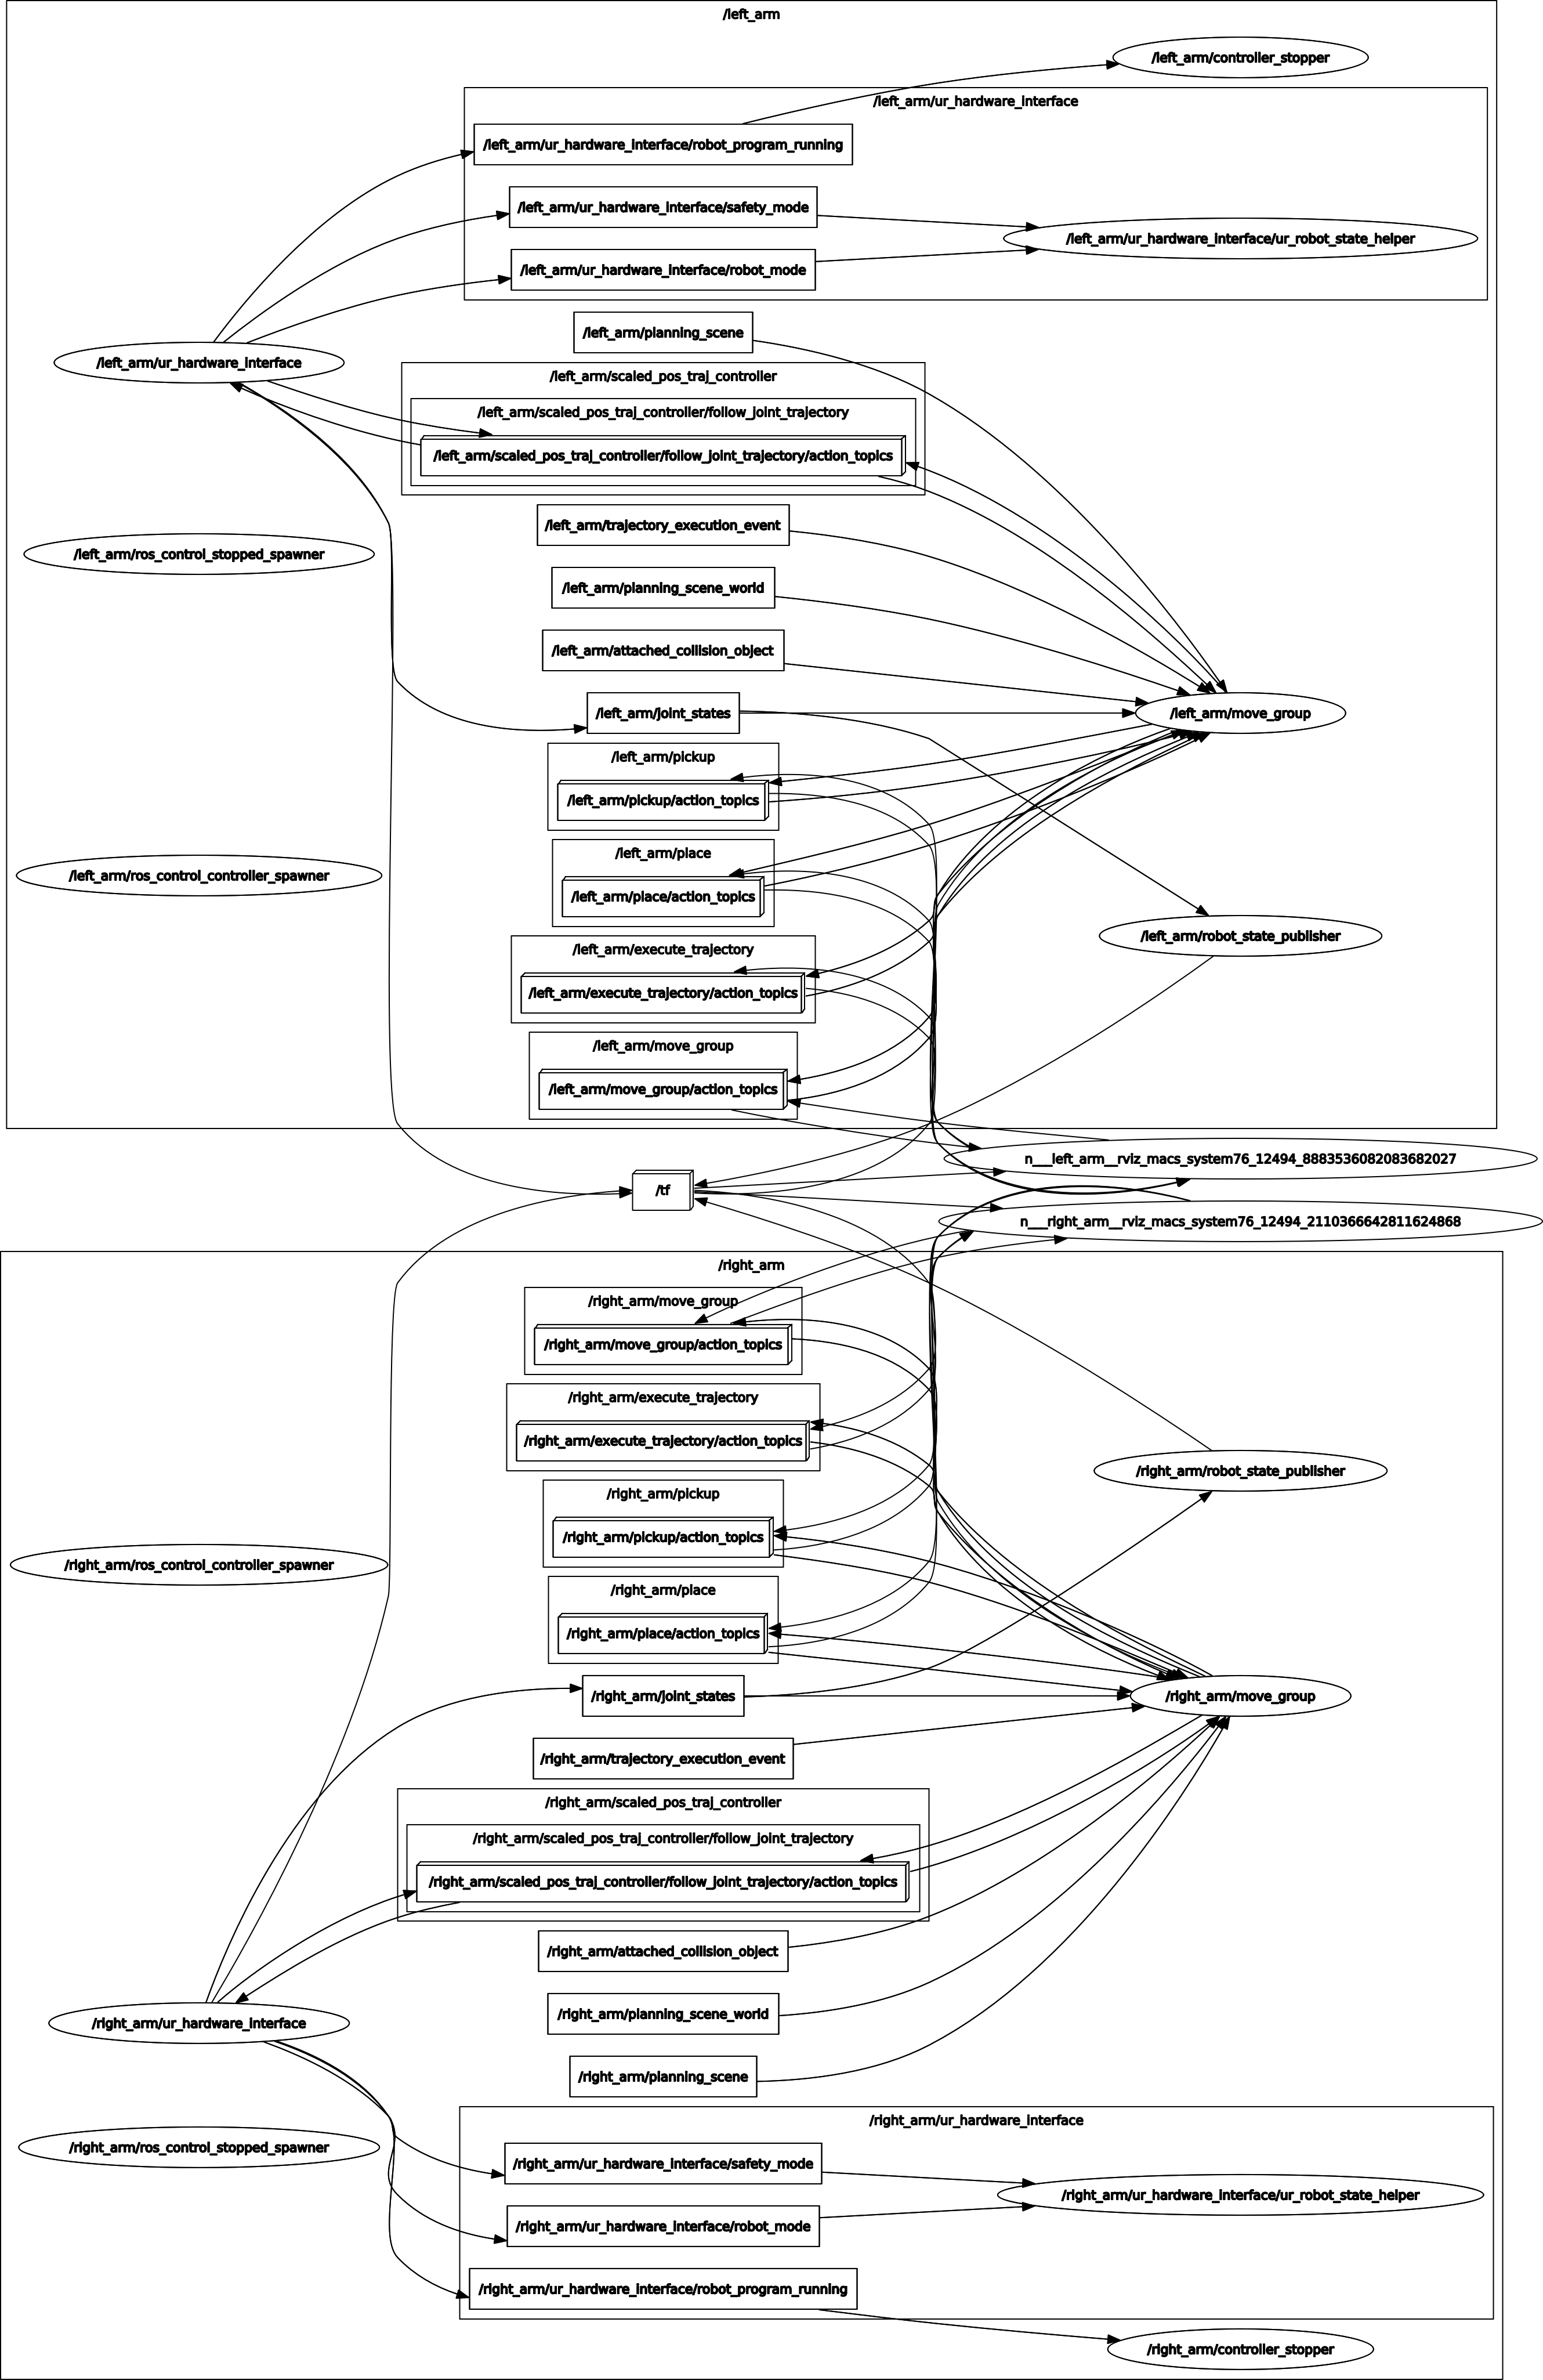 /left_arm
/left_arm/controller_stopper
/left_arm/ur_hardware_interface
/left_arm/ur_hardware_interface/robot_program_running
/left_arm/ur_hardware_interface/safety_mode
/left_arm/ur_hardware_interface/ur_robot_state_helper
/left_arm/ur_hardware_interface/robot_mode
/left_arm/planning_scene
/left_arm/ur_hardware_interface
/left_arm/scaled_pos_traj_controller
/left_arm/scaled_pos_traj_controller/follow_joint_trajectory
/left_arm/scaled_pos_traj_controller/follow_joint_trajectory/action_topics
/left_arm/trajectory_execution_event
/left_arm/ros_control_stopped_spawner
/left_arm/planning_scene_world
/left_arm/attached_collision_object
/left_arm/joint_states
/left_arm/move_group
/left_arm/pickup
/left_arm/pickup/action_topics
/left_arm/place
/left_arm/ros_control_controller_spawner
/left_arm/place/action_topics
/left_arm/robot_state_publisher
/left_arm/execute_trajectory
/left_arm/execute_trajectory/action_topics
/left_arm/move_group
/left_arm/move_group/action_topics
n___left_arm__rviz_macs_system76_12494_8883536082083682027
/tf
n___right_arm__rviz_macs_system76_12494_2110366642811624868
/right_arm
/right_arm/move_group
/right_arm/move_group/action_topics
/right_arm/execute_trajectory
/right_arm/execute_trajectory/action_topics
/right_arm/robot_state_publisher
/right_arm/pickup
/right_arm/pickup/action_topics
/right_arm/ros_control_controller_spawner
/right_arm/place
/right_arm/place/action_topics
/right_arm/joint_states
/right_arm/move_group
/right_arm/trajectory_execution_event
/right_arm/scaled_pos_traj_controller
/right_arm/scaled_pos_traj_controller/follow_joint_trajectory
/right_arm/scaled_pos_traj_controller/follow_joint_trajectory/action_topics
/right_arm/attached_collision_object
/right_arm/planning_scene_world
/right_arm/ur_hardware_interface
/right_arm/planning_scene
/right_arm/ur_hardware_interface
/right_arm/ros_control_stopped_spawner
/right_arm/ur_hardware_interface/safety_mode
/right_arm/ur_hardware_interface/ur_robot_state_helper
/right_arm/ur_hardware_interface/robot_mode
/right_arm/ur_hardware_interface/robot_program_running
/right_arm/controller_stopper